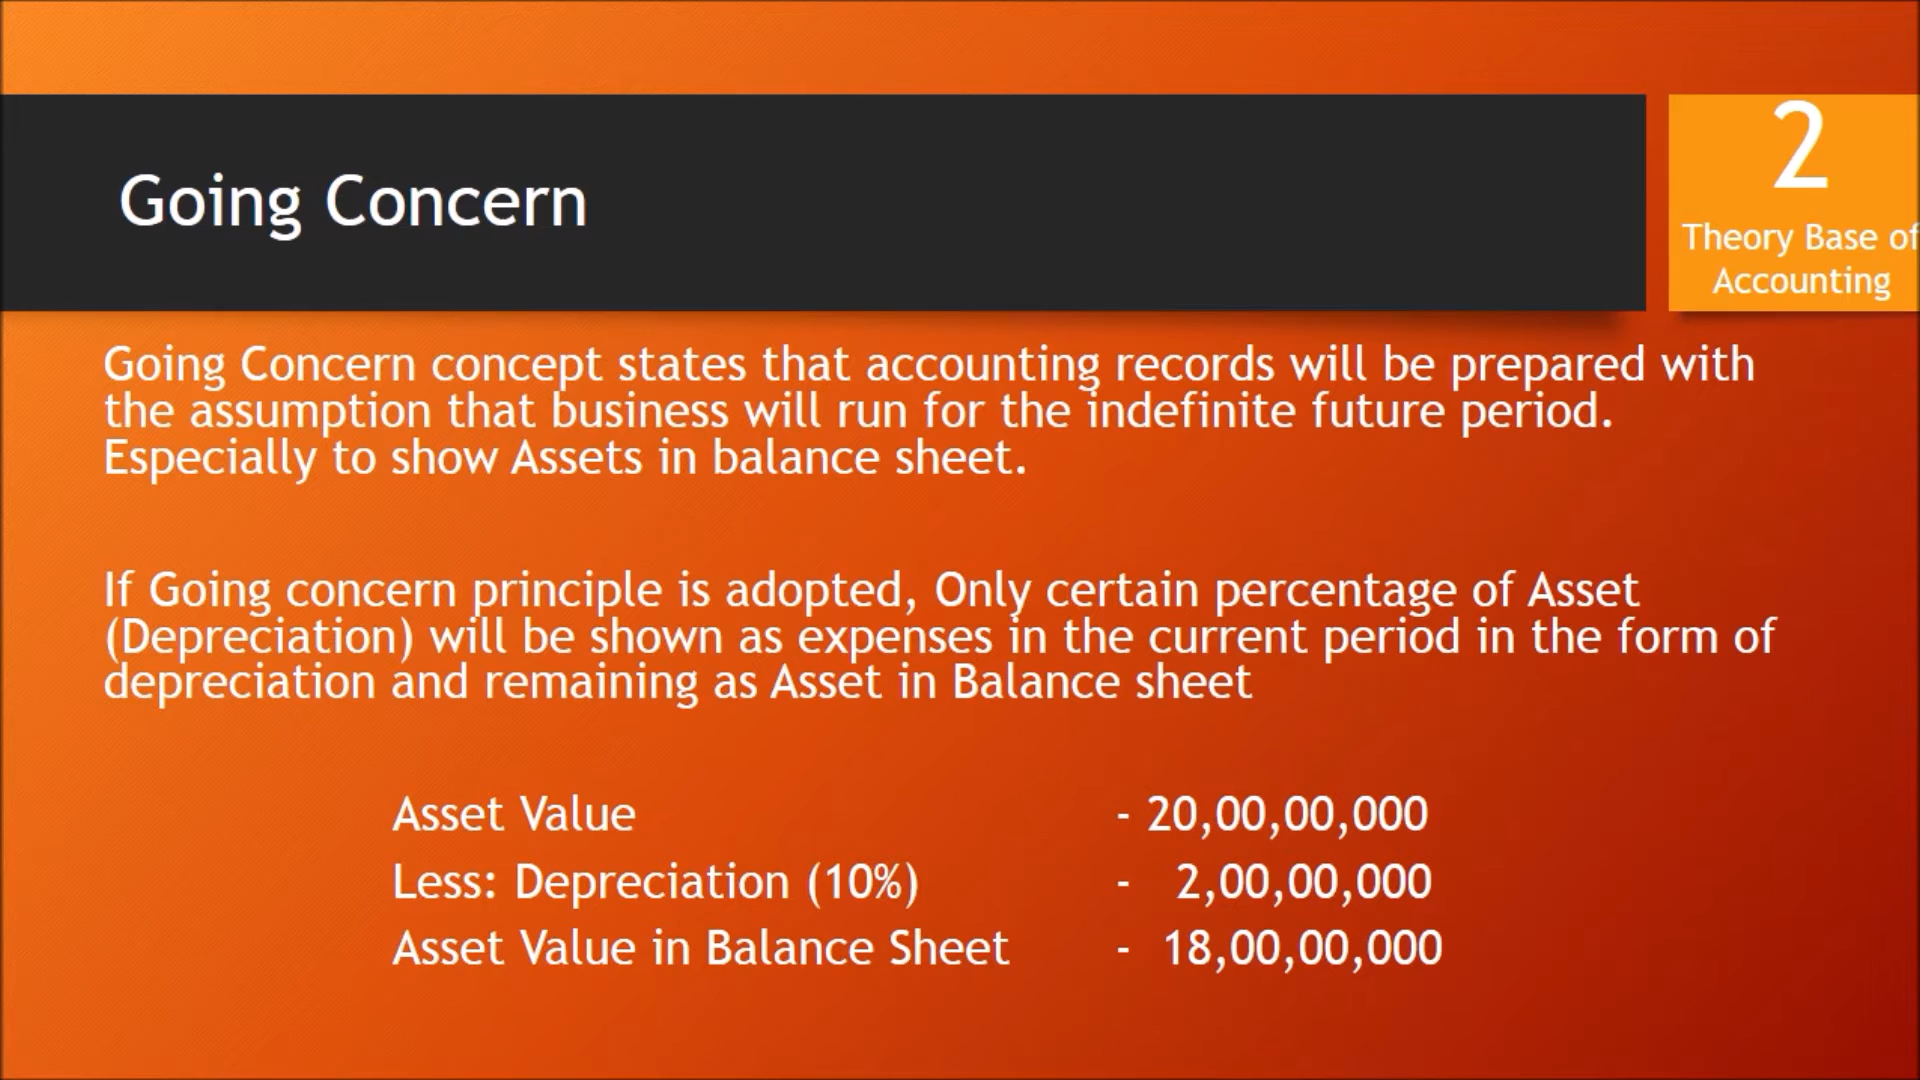 Going Concern
2
Theory Base of
Accounting
Going Concern concept states that accounting records will be prepared with
the assumption that business will run for the indefinite future period.
Especially to show Assets in balance sheet.
If Going concern principle is adopted, Only certain percentage of Asset
(Depreciation) will be shown as expenses in the current period in the form of
depreciation and remaining as Asset in Balance sheet
Asset Value - 20,00,00,000
Less: Depreciation (10%) - 2,00,00,000
Asset Value in Balance Sheet - 18,00,00,000